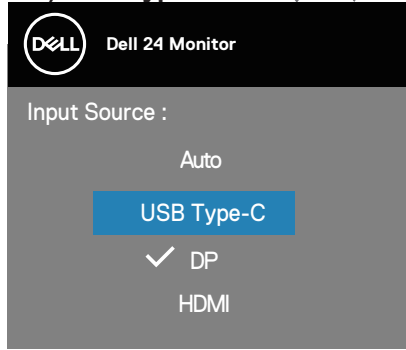 DELL
Dell 24 Monitor
Input Source :
Auto
USB Type-C
DP
HDMI